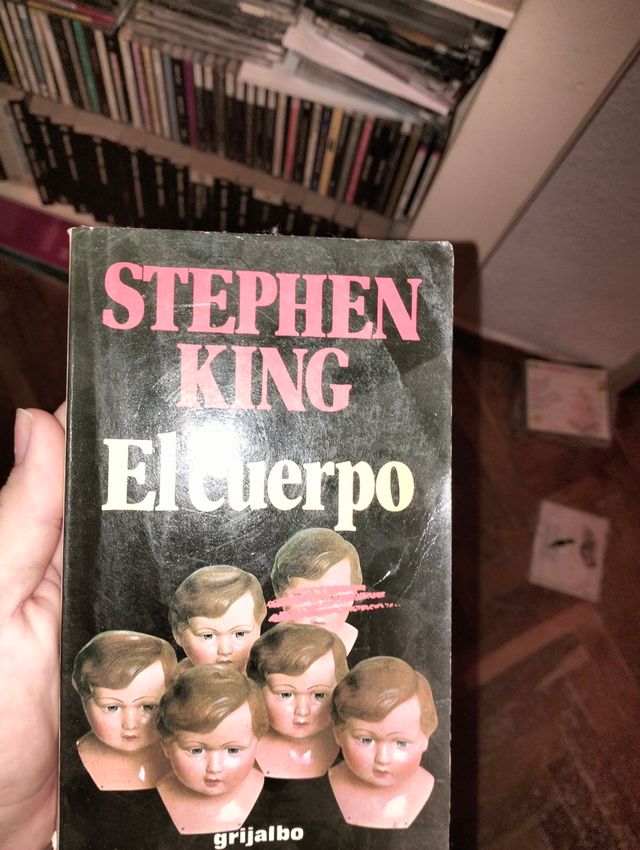 STEPHEN
KING
El cuerpo
grijalbo